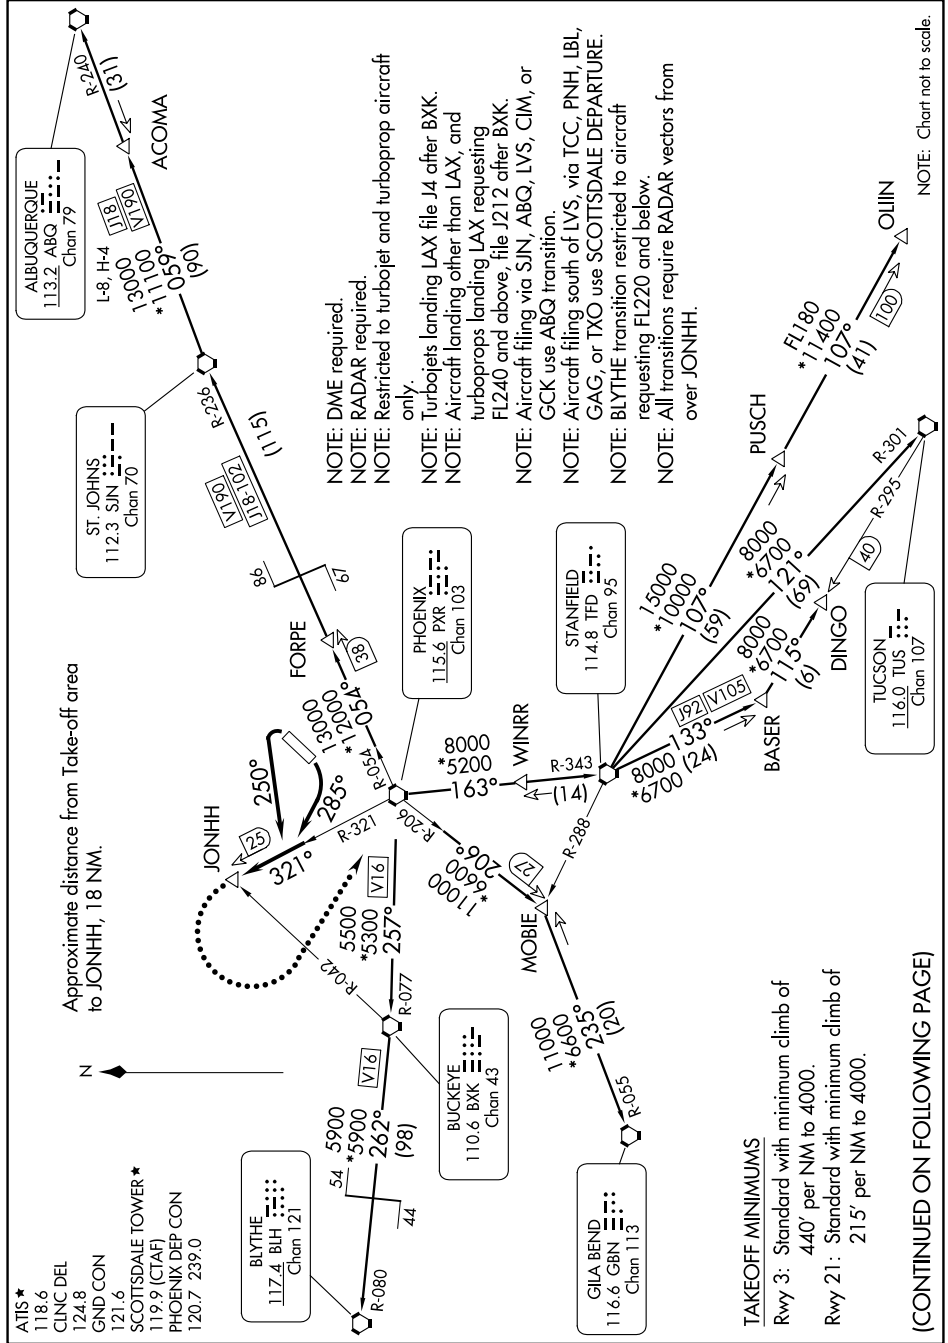 ATIS★
118.6
CLNC DEL
124.8
GND CON
121.6
SCOTTSDALE TOWER★
119.9 (CTAF)
PHOENIX DEP CON
120.7 239.0
N
Approximate distance from Take-off area
to JONHH, 18 NM.
ALBUQUERQUE
113.2 ABQ
Chan 79
R-240
(31)
ACOMA
L-8, H-4
J18
V190
13000
*11100
059°
(90)
ST. JOHNS
112.3 SJN
Chan 70
R-236
(115)
V190
J18-102
86
67
FORPE
38
13000
*12000
054°
R-054
JONHH
25
250°
285°
321°
R-321
R-042
PHOENIX
115.6 PXR
Chan 103
BLYTHE
117.4 BLH
Chan 121
R-080
54
44
5900
*5900
262°
(98)
V16
BUCKEYE
110.6 BXK
Chan 43
R-077
5500
*5300
257°
V16
R-206
206°
*6600
11000
27
MOBIE
R-288
11000
*6600
235°
(20)
R-055
GILA BEND
116.6 GBN
Chan 113
8000
*5200
163°
WINRR
(14)
R-343
STANFIELD
114.8 TFD
Chan 95
15000
*10000
107°
(59)
PUSCH
FL180
*11400
107°
(41)
100
OLIIN
8000
*6700
121°
(69)
R-301
R-295
40
J92
V105
133°
(24)
8000
*6700
BASER
8000
*6700
115°
(6)
DINGO
TUCSON
116.0 TUS
Chan 107
NOTE: DME required.
NOTE: RADAR required.
NOTE: Restricted to turbojet and turboprop aircraft
only.
NOTE: Turbojets landing LAX file J4 after BXK.
NOTE: Aircraft landing other than LAX, and
turboprops landing LAX requesting
FL240 and above, file J212 after BXK.
NOTE: Aircraft filing via SJN, ABQ, LVS, CIM, or
GCK use ABQ transition.
NOTE: Aircraft filing south of LVS, via TCC, PNH, LBL,
GAG, or TXO use SCOTTSDALE DEPARTURE.
NOTE: BLYTHE transition restricted to aircraft
requesting FL220 and below.
NOTE: All transitions require RADAR vectors from
over JONHH.
TAKEOFF MINIMUMS
Rwy 3: Standard with minimum climb of
440' per NM to 4000.
Rwy 21: Standard with minimum climb of
215' per NM to 4000.
(CONTINUED ON FOLLOWING PAGE)
NOTE: Chart not to scale.